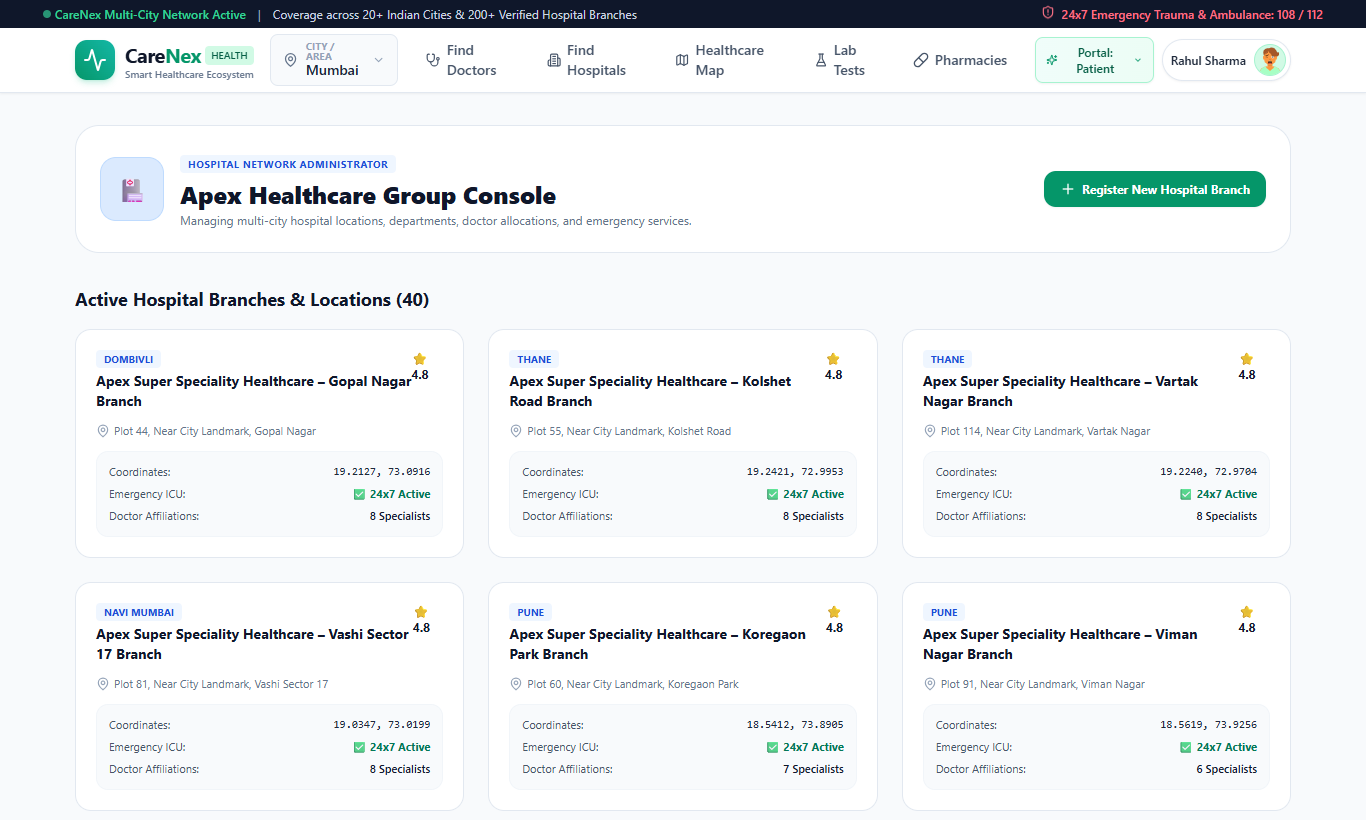 CareNex Multi-City Network Active | Coverage across 20+ Indian Cities & 200+ Verified Hospital Branches
24x7 Emergency Trauma & Ambulance: 108 / 112
CareNex HEALTH
Smart Healthcare Ecosystem
CITY /
AREA
Mumbai
Find
Doctors
Find
Hospitals
Healthcare
Map
Lab
Tests
Pharmacies
Portal:
Patient
Rahul Sharma
HOSPITAL NETWORK ADMINISTRATOR
Apex Healthcare Group Console
Managing multi-city hospital locations, departments, doctor allocations, and emergency services.
+ Register New Hospital Branch
Active Hospital Branches & Locations (40)
DOMBIVLI
Apex Super Speciality Healthcare – Gopal Nagar
Branch
4.8
Plot 44, Near City Landmark, Gopal Nagar
Coordinates: 19.2127, 73.0916
Emergency ICU: ✅ 24x7 Active
Doctor Affiliations: 8 Specialists
THANE
Apex Super Speciality Healthcare – Kolshet
Road Branch
4.8
Plot 55, Near City Landmark, Kolshet Road
Coordinates: 19.2421, 72.9953
Emergency ICU: ✅ 24x7 Active
Doctor Affiliations: 8 Specialists
THANE
Apex Super Speciality Healthcare – Vartak
Nagar Branch
4.8
Plot 114, Near City Landmark, Vartak Nagar
Coordinates: 19.2240, 72.9704
Emergency ICU: ✅ 24x7 Active
Doctor Affiliations: 8 Specialists
NAVI MUMBAI
Apex Super Speciality Healthcare – Vashi Sector
17 Branch
4.8
Plot 81, Near City Landmark, Vashi Sector 17
Coordinates: 19.0347, 73.0199
Emergency ICU: ✅ 24x7 Active
Doctor Affiliations: 8 Specialists
PUNE
Apex Super Speciality Healthcare – Koregaon
Park Branch
4.8
Plot 60, Near City Landmark, Koregaon Park
Coordinates: 18.5412, 73.8905
Emergency ICU: ✅ 24x7 Active
Doctor Affiliations: 7 Specialists
PUNE
Apex Super Speciality Healthcare – Viman
Nagar Branch
4.8
Plot 91, Near City Landmark, Viman Nagar
Coordinates: 18.5619, 73.9256
Emergency ICU: ✅ 24x7 Active
Doctor Affiliations: 6 Specialists